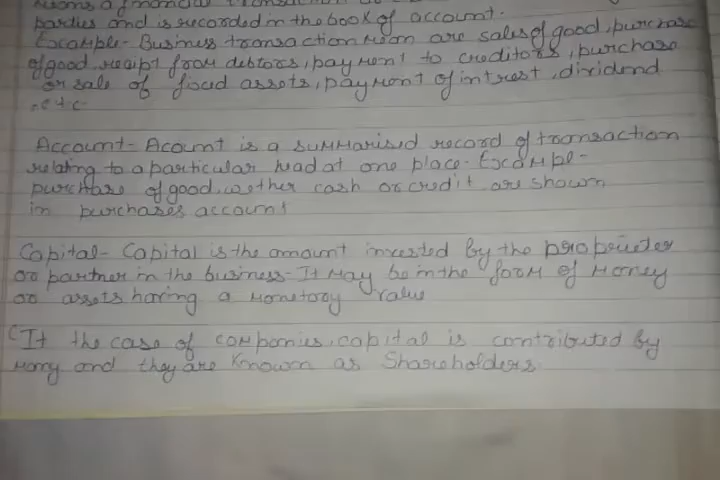 parties and is recorded in the book of account.
Example - Business transaction mean are sales of good, purchase
of good, receipt from debtors, payment to creditors, purchase
or sale of fixed assets, payment of intrest, dividend
etc
Account - Acount is a summarised record of transaction
relating to a particular head at one place - Exampl -
purchase of good, wether cash or credit are shown
in purchases account
Capital - Capital is the amount invested by the propriieter
or partner in the business - It may be in the form of money
or assets having a monetory value
(It the case of companies, capital is contributed by
many and they are known as Shareholders.